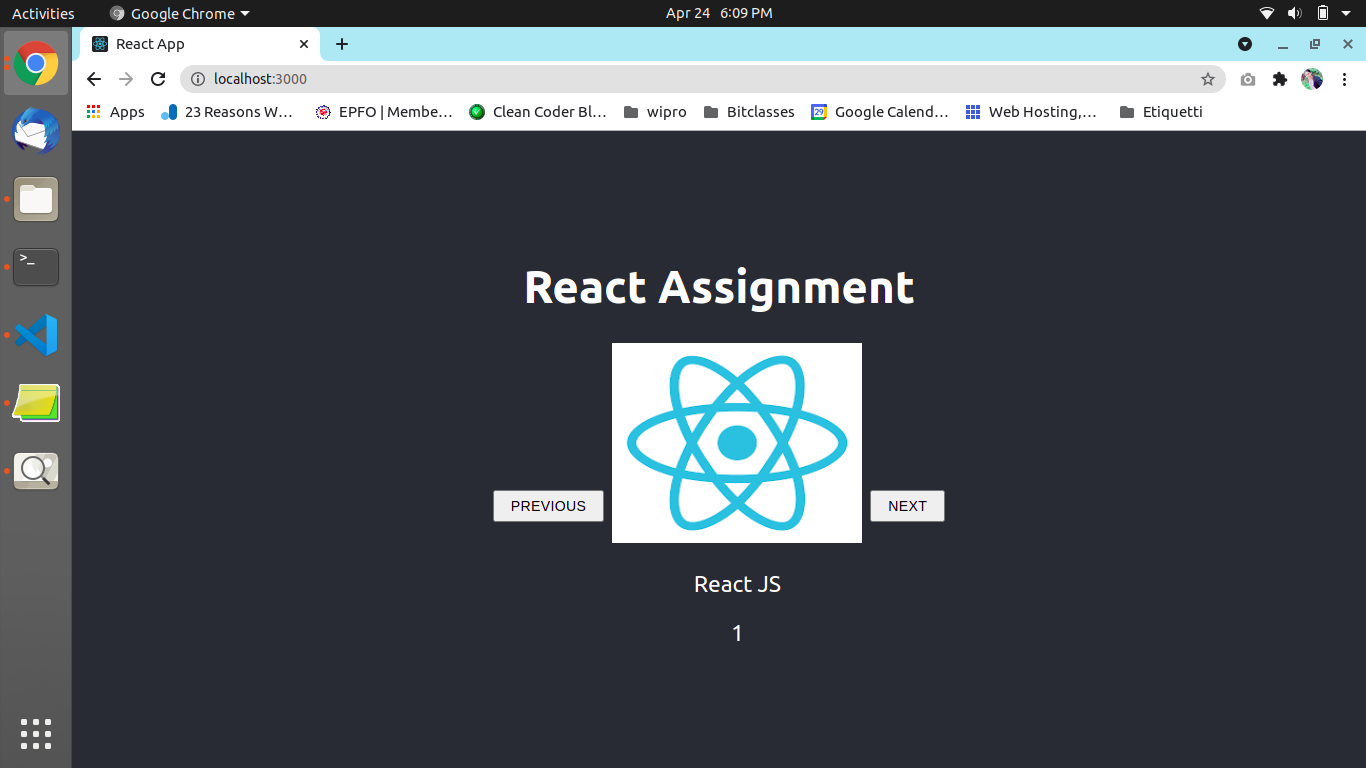 Activities Google Chrome Apr 24 6:09 PM
React App
localhost:3000
Apps 23 Reasons W… EPFO | Membe… Clean Coder Bl… wipro Bitclasses 29 Google Calend… Web Hosting,… Etiquetti
>_
React Assignment
PREVIOUS NEXT
React JS
1